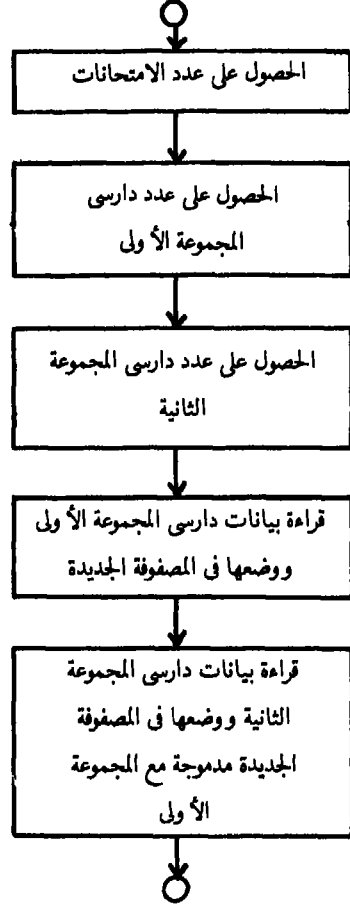 الحصول على عدد الامتحانات
الحصول على عدد دارسى
المجموعة الأولى
الحصول على عدد دارسى المجموعة
الثانية
قراءة بيانات دارسى المجموعة الأولى
ووضعها فى المصفوفة الجديدة
قراءة بيانات دارسى المجموعة
الثانية ووضعها فى المصفوفة
الجديدة مدموجة مع المجموعة
الأولى